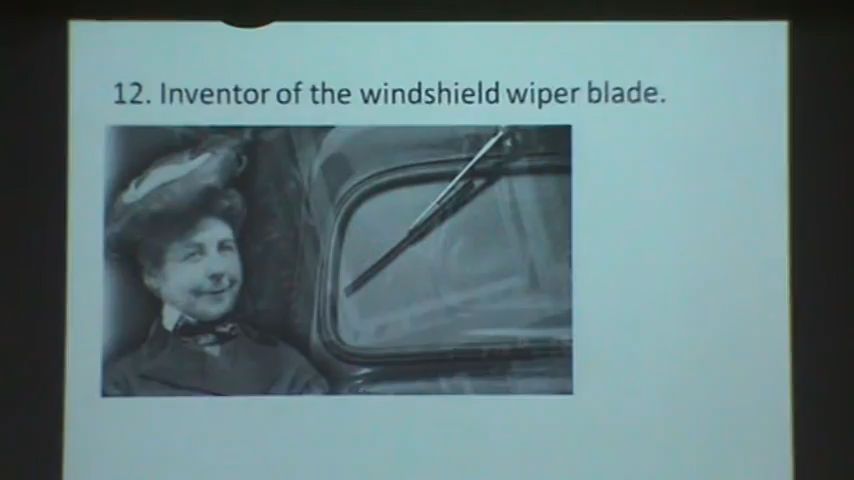 12. Inventor of the windshield wiper blade.